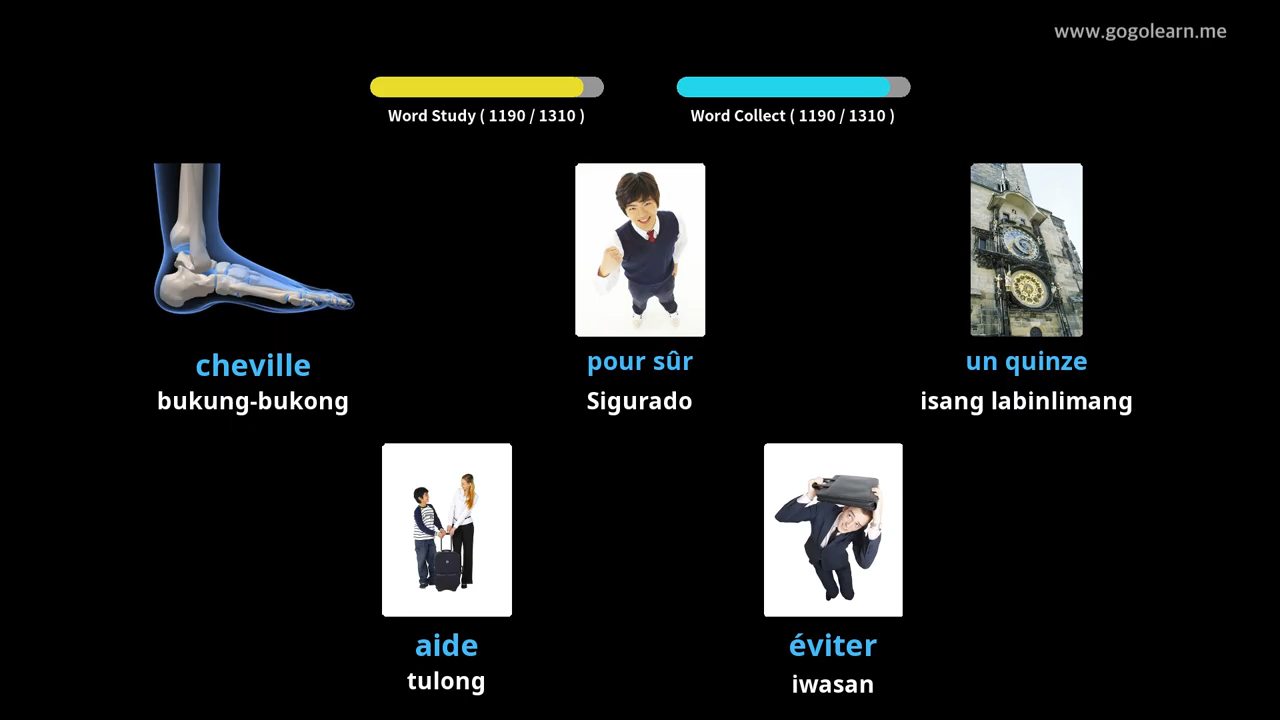 www.gogolearn.me
Word Study ( 1190 / 1310 )
Word Collect ( 1190 / 1310 )
cheville
bukung-bukong
pour sûr
Sigurado
un quinze
isang labinlimang
aide
tulong
éviter
iwasan